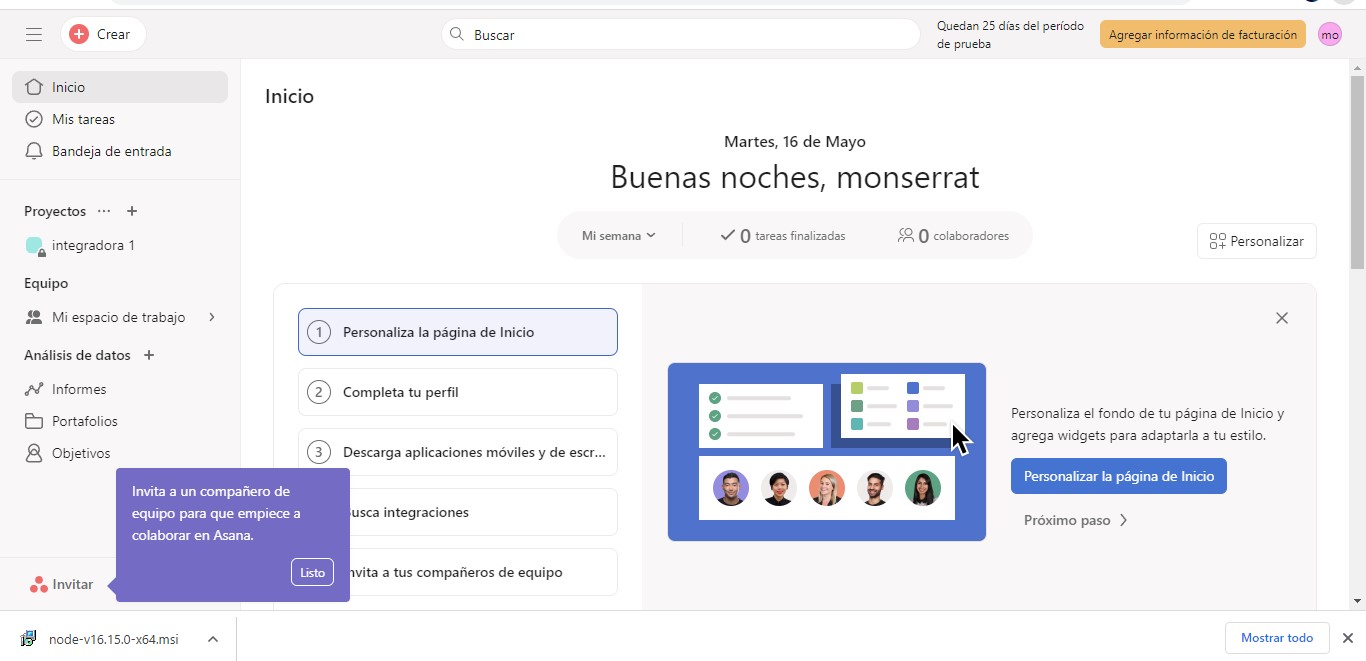 Crear
Buscar
Quedan 25 días del período
de prueba
Agregar información de facturación
mo
Inicio
Mis tareas
Bandeja de entrada
Proyectos
integradora 1
Equipo
Mi espacio de trabajo
Análisis de datos
Informes
Portafolios
Objetivos
Invita a un compañero de
equipo para que empiece a
colaborar en Asana.
Listo
Invitar
Inicio
Martes, 16 de Mayo
Buenas noches, monserrat
Mi semana
0 tareas finalizadas
0 colaboradores
Personalizar
1 Personaliza la página de Inicio
2 Completa tu perfil
3 Descarga aplicaciones móviles y de escr...
usca integraciones
nvita a tus compañeros de equipo
Personaliza el fondo de tu página de Inicio y
agrega widgets para adaptarla a tu estilo.
Personalizar la página de Inicio
Próximo paso
node-v16.15.0-x64.msi
Mostrar todo